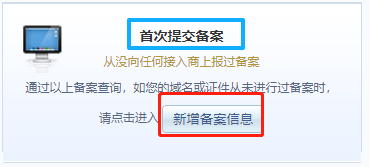 首次提交备案
从没向任何接入商上报过备案
通过以上备案查询，如您的域名或证件从未进行过备案时，
请点击进入 新增备案信息